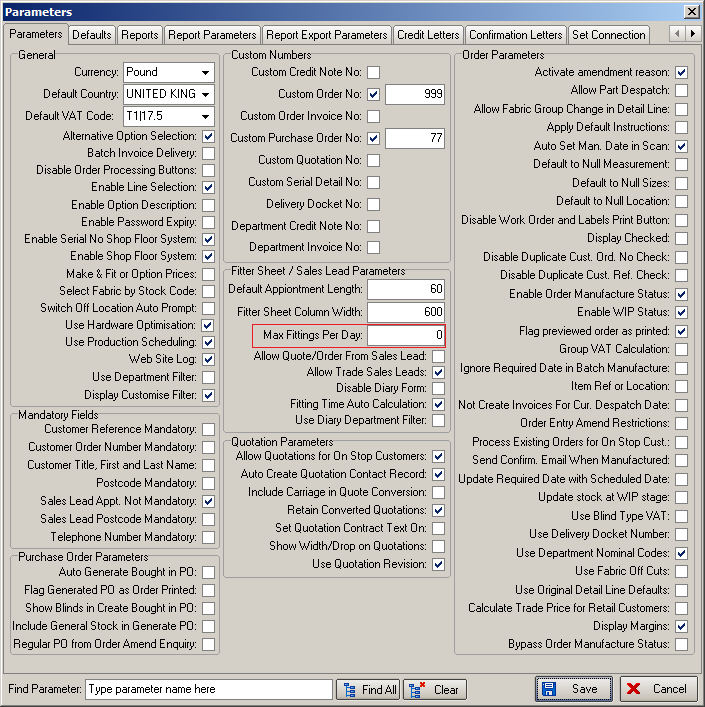 Parameters
Parameters
Defaults
Reports
Report Parameters
Report Export Parameters
Credit Letters
Confirmation Letters
Set Connection
General
Currency: Pound
Default Country: UNITED KING
Default VAT Code: T1|17.5
Alternative Option Selection:
Batch Invoice Delivery:
Disable Order Processing Buttons:
Enable Line Selection:
Enable Option Description:
Enable Password Expiry:
Enable Serial No Shop Floor System:
Enable Shop Floor System:
Make & Fit or Option Prices:
Select Fabric by Stock Code:
Switch Off Location Auto Prompt:
Use Hardware Optimisation:
Use Production Scheduling:
Web Site Log:
Use Department Filter:
Display Customise Filter:
Mandatory Fields
Customer Reference Mandatory:
Customer Order Number Mandatory:
Customer Title, First and Last Name:
Postcode Mandatory:
Sales Lead Appt. Not Mandatory:
Sales Lead Postcode Mandatory:
Telephone Number Mandatory:
Purchase Order Parameters
Auto Generate Bought in PO:
Flag Generated PO as Order Printed:
Show Blinds in Create Bought in PO:
Include General Stock in Generate PO:
Regular PO from Order Amend Enquiry:
Custom Numbers
Custom Credit Note No:
Custom Order No: 999
Custom Order Invoice No:
Custom Purchase Order No: 77
Custom Quotation No:
Custom Serial Detail No:
Delivery Docket No:
Department Credit Note No:
Department Invoice No:
Fitter Sheet / Sales Lead Parameters
Default Appiontment Length: 60
Fitter Sheet Column Width: 600
Max Fittings Per Day: 0
Allow Quote/Order From Sales Lead:
Allow Trade Sales Leads:
Disable Diary Form:
Fitting Time Auto Calculation:
Use Diary Department Filter:
Quotation Parameters
Allow Quotations for On Stop Customers:
Auto Create Quotation Contact Record:
Include Carriage in Quote Conversion:
Retain Converted Quotations:
Set Quotation Contract Text On:
Show Width/Drop on Quotations:
Use Quotation Revision:
Order Parameters
Activate amendment reason:
Allow Part Despatch:
Allow Fabric Group Change in Detail Line:
Apply Default Instructions:
Auto Set Man. Date in Scan:
Default to Null Measurement:
Default to Null Sizes:
Default to Null Location:
Disable Work Order and Labels Print Button:
Display Checked:
Disable Duplicate Cust. Ord. No Check:
Disable Duplicate Cust. Ref. Check:
Enable Order Manufacture Status:
Enable WIP Status:
Flag previewed order as printed:
Group VAT Calculation:
Ignore Required Date in Batch Manufacture:
Item Ref or Location:
Not Create Invoices For Cur. Despatch Date:
Order Entry Amend Restrictions:
Process Existing Orders for On Stop Cust.:
Send Confirm. Email When Manufactured:
Update Required Date with Scheduled Date:
Update stock at WIP stage:
Use Blind Type VAT:
Use Delivery Docket Number:
Use Department Nominal Codes:
Use Fabric Off Cuts:
Use Original Detail Line Defaults:
Calculate Trade Price for Retail Customers:
Display Margins:
Bypass Order Manufacture Status:
Find Parameter: Type parameter name here
Find All
Clear
Save
Cancel